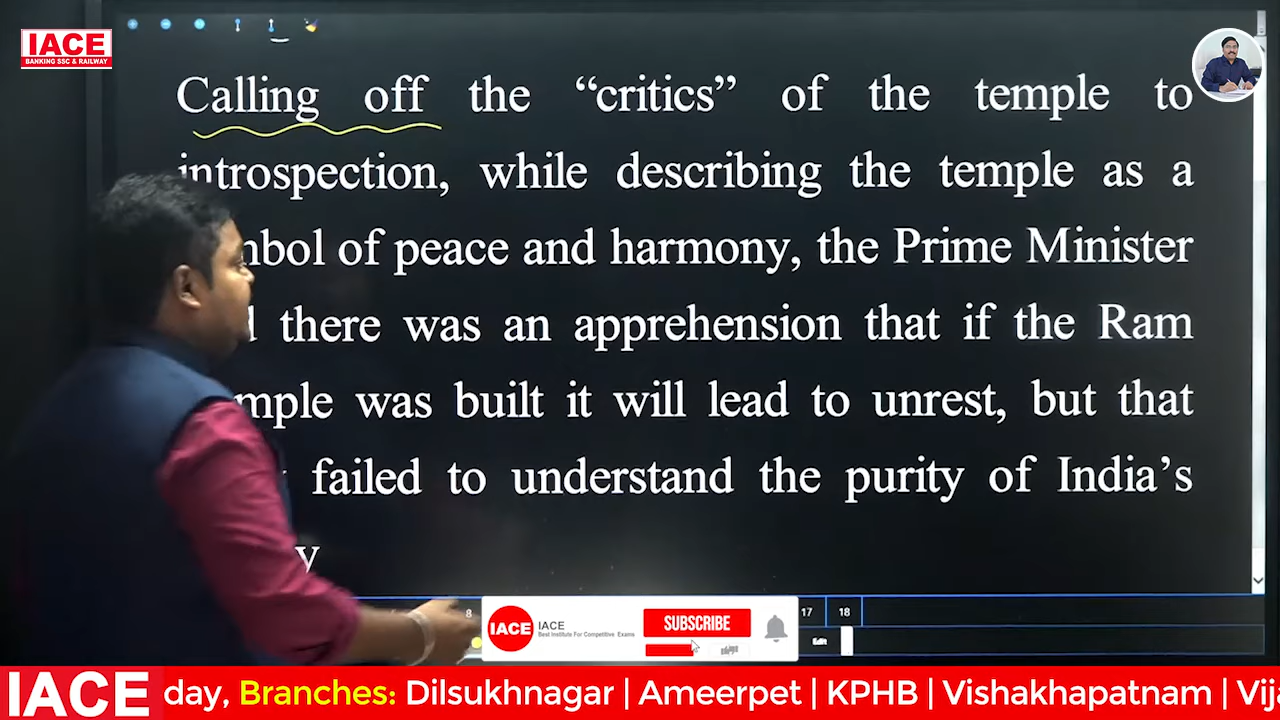 IACE
BANKING SSC & RAILWAY
Calling off the “critics” of the temple to
introspection, while describing the temple as a
of peace and harmony, the Prime Minister
there was an apprehension that if the Ram
was built it will lead to unrest, but that
failed to understand the purity of India’s
8
17 18
IACE
IACE
Best Institute For Competitive Exams
SUBSCRIBE
Edit
IACE day, Branches: Dilsukhnagar | Ameerpet | KPHB | Vishakhapatnam | Vij